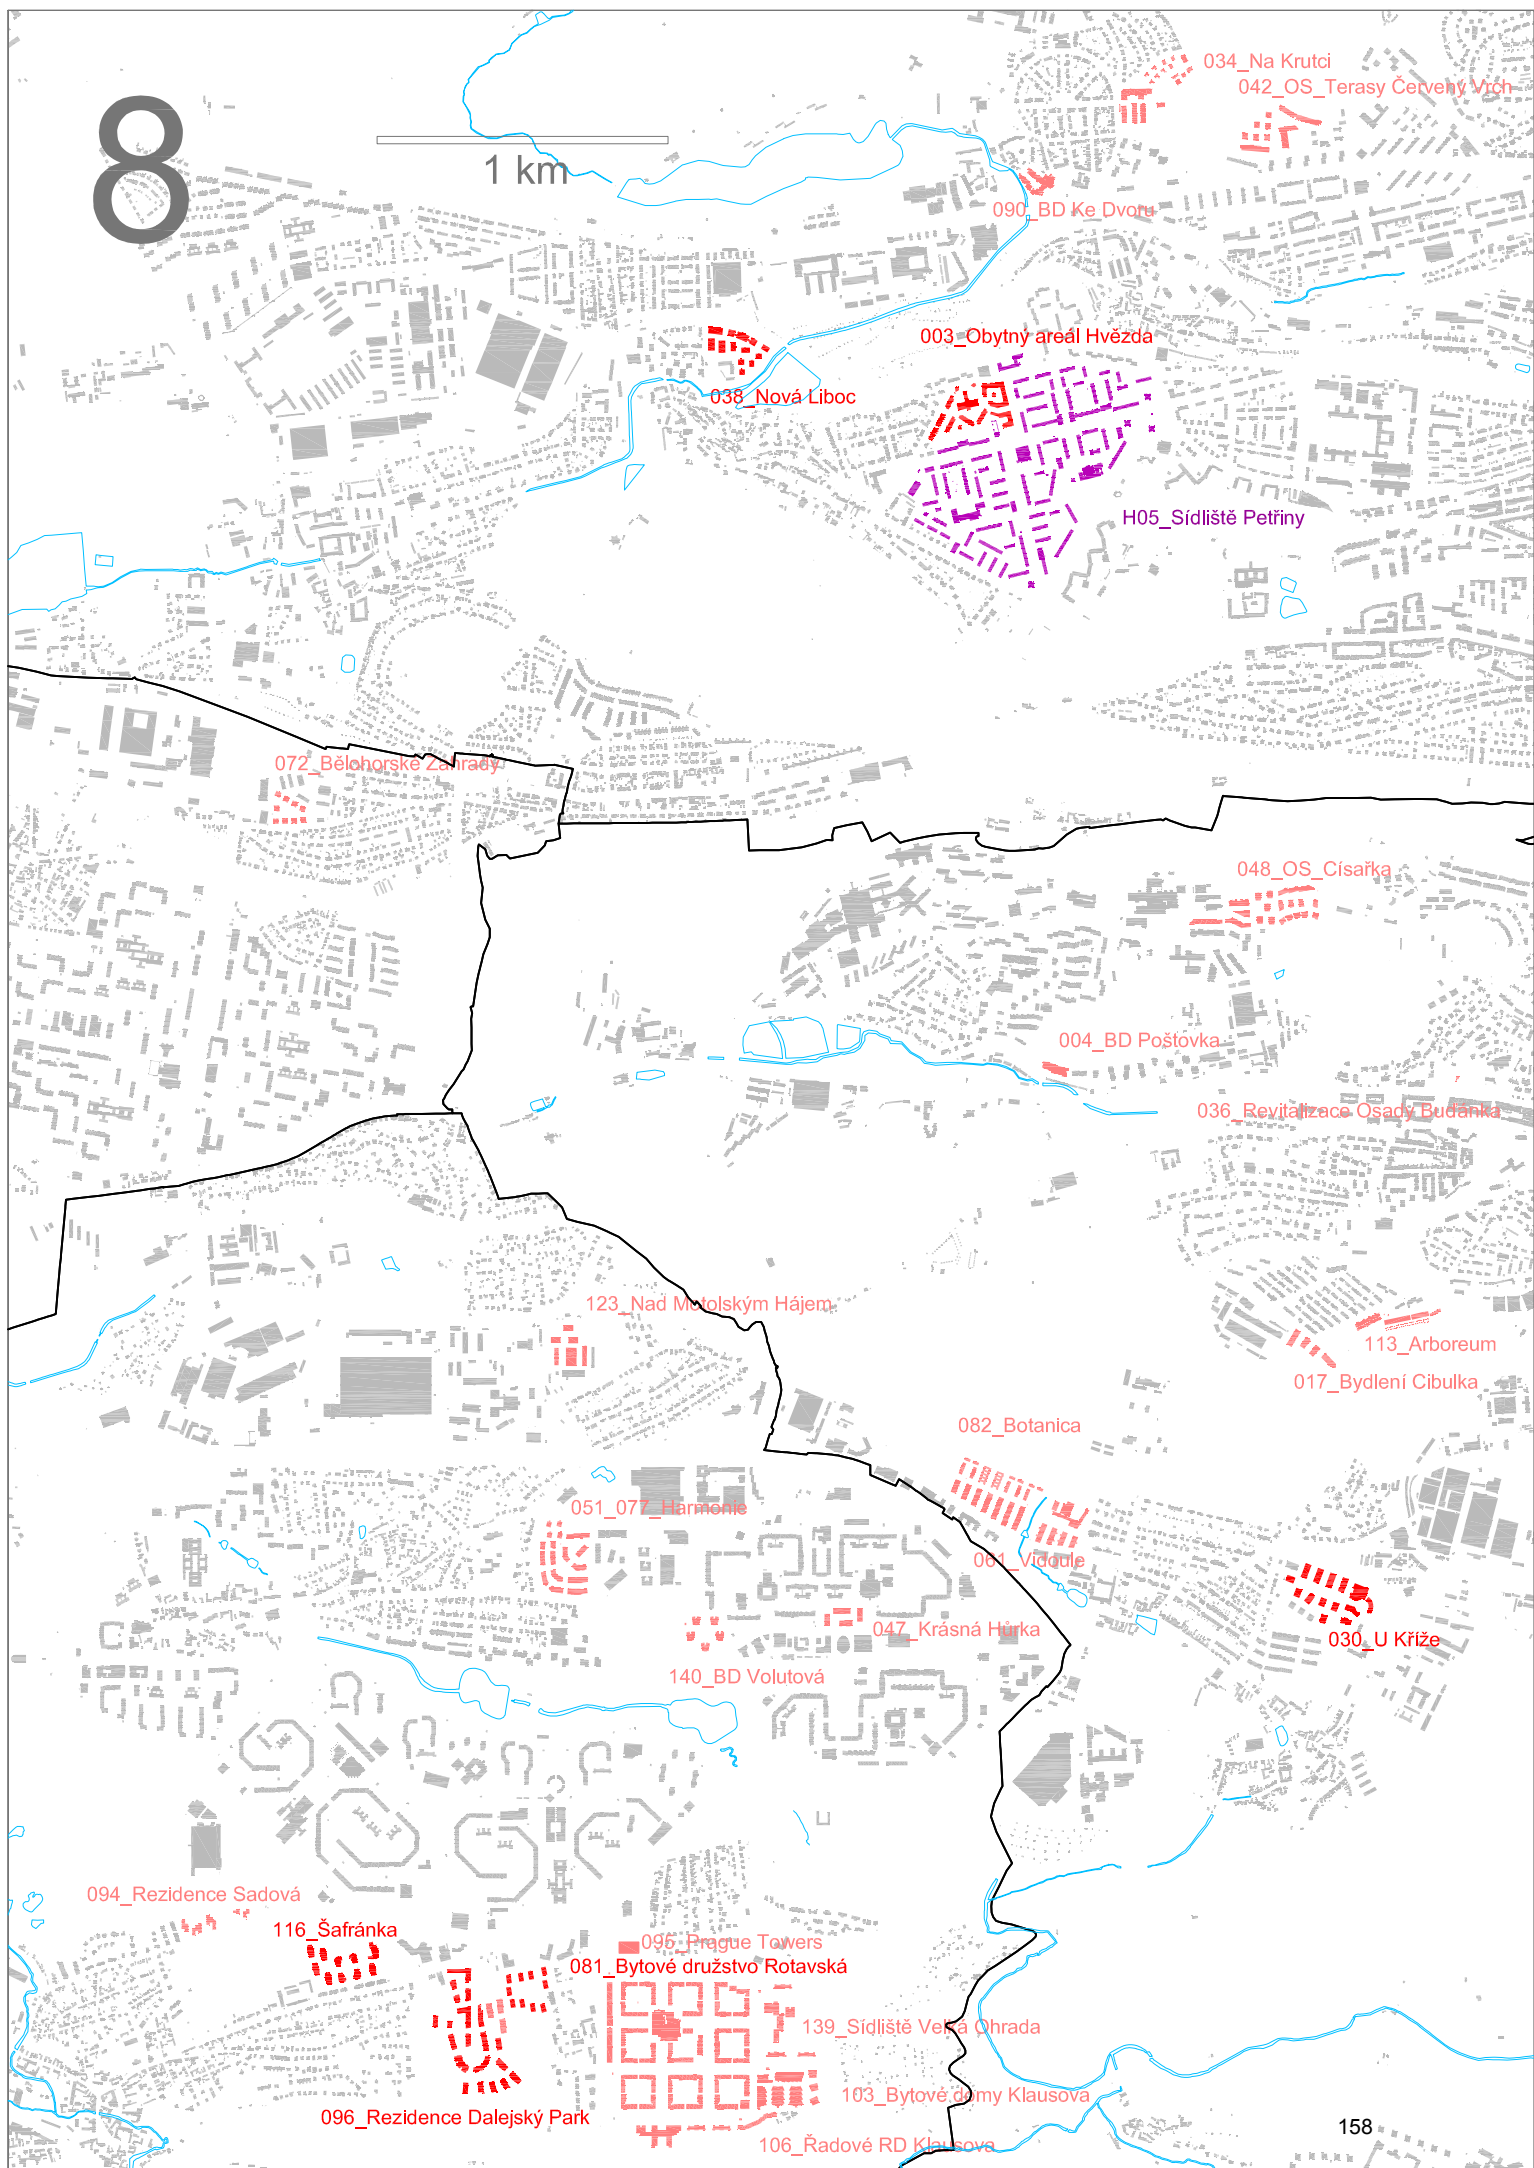 8
1 km
034_Na Krutci
042_OS_Terasy Červený Vrch
090_BD Ke Dvoru
003_Obytný areál Hvězda
038_Nová Liboc
H05_Sídliště Petřiny
072_Bělohorské Zahrady
048_OS_Císařka
004_BD Poštovka
036_Revitalizace Osady Buďánka
123_Nad Motolským Hájem
113_Arboreum
017_Bydlení Cibulka
082_Botanica
051_077_Harmonie
061_Vidoule
047_Krásná Hůrka
030_U Kříže
140_BD Volutová
094_Rezidence Sadová
116_Šafránka
095_Prague Towers
081_Bytové družstvo Rotavská
139_Sídliště Velká Ohrada
103_Bytové domy Klausova
096_Rezidence Dalejský Park
106_Řadové RD Klausova
158